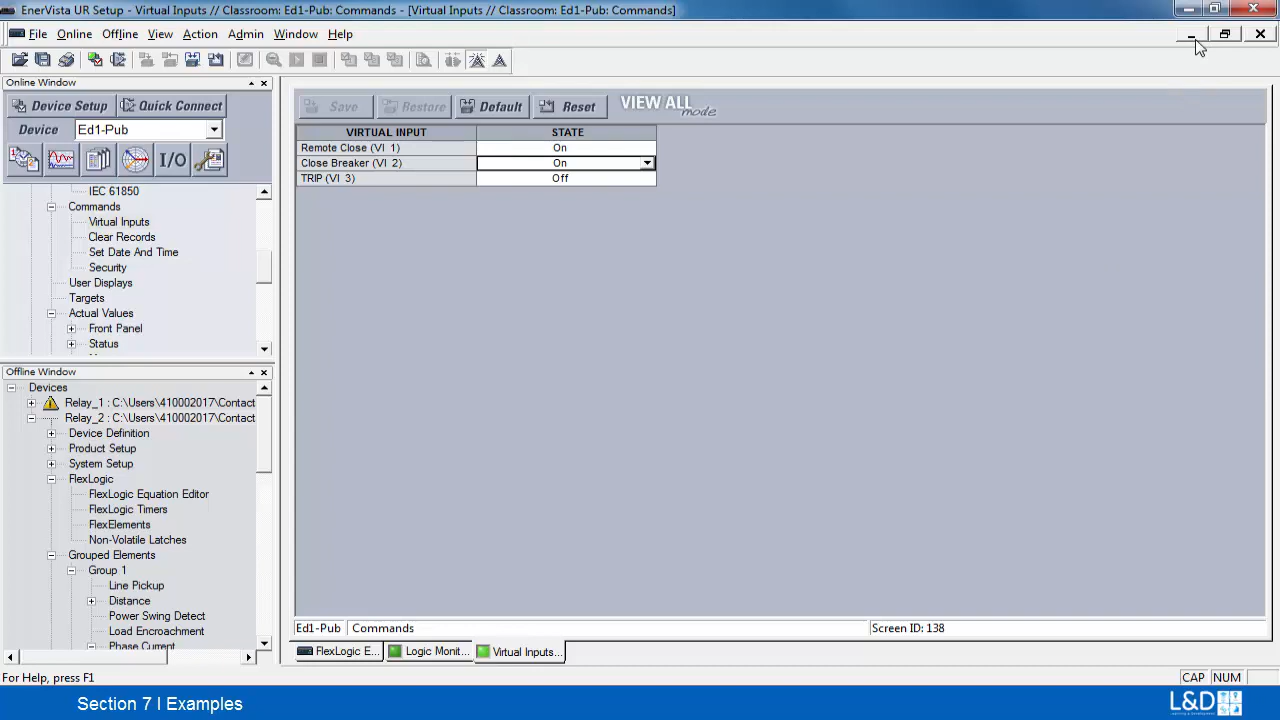 EnerVista UR Setup - Virtual Inputs // Classroom: Ed1-Pub: Commands - [Virtual Inputs // Classroom: Ed1-Pub: Commands]
File Online Offline View Action Admin Window Help
Online Window
Device Setup Quick Connect
Device Ed1-Pub
I/O
IEC 61850
Commands
Virtual Inputs
Clear Records
Set Date And Time
Security
User Displays
Targets
Actual Values
Front Panel
Status
Offline Window
Devices
Relay_1 : C:\Users\410002017\Contact
Relay_2 : C:\Users\410002017\Contact
Device Definition
Product Setup
System Setup
FlexLogic
FlexLogic Equation Editor
FlexLogic Timers
FlexElements
Non-Volatile Latches
Grouped Elements
Group 1
Line Pickup
Distance
Power Swing Detect
Load Encroachment
Phase Current
Save Restore Default Reset VIEW ALL mode
VIRTUAL INPUT STATE
Remote Close (VI 1) On
Close Breaker (VI 2) On
TRIP (VI 3) Off
Ed1-Pub Commands Screen ID: 138
FlexLogic E... Logic Monit... Virtual Inputs...
For Help, press F1 CAP NUM
Section 7 I Examples
L&D